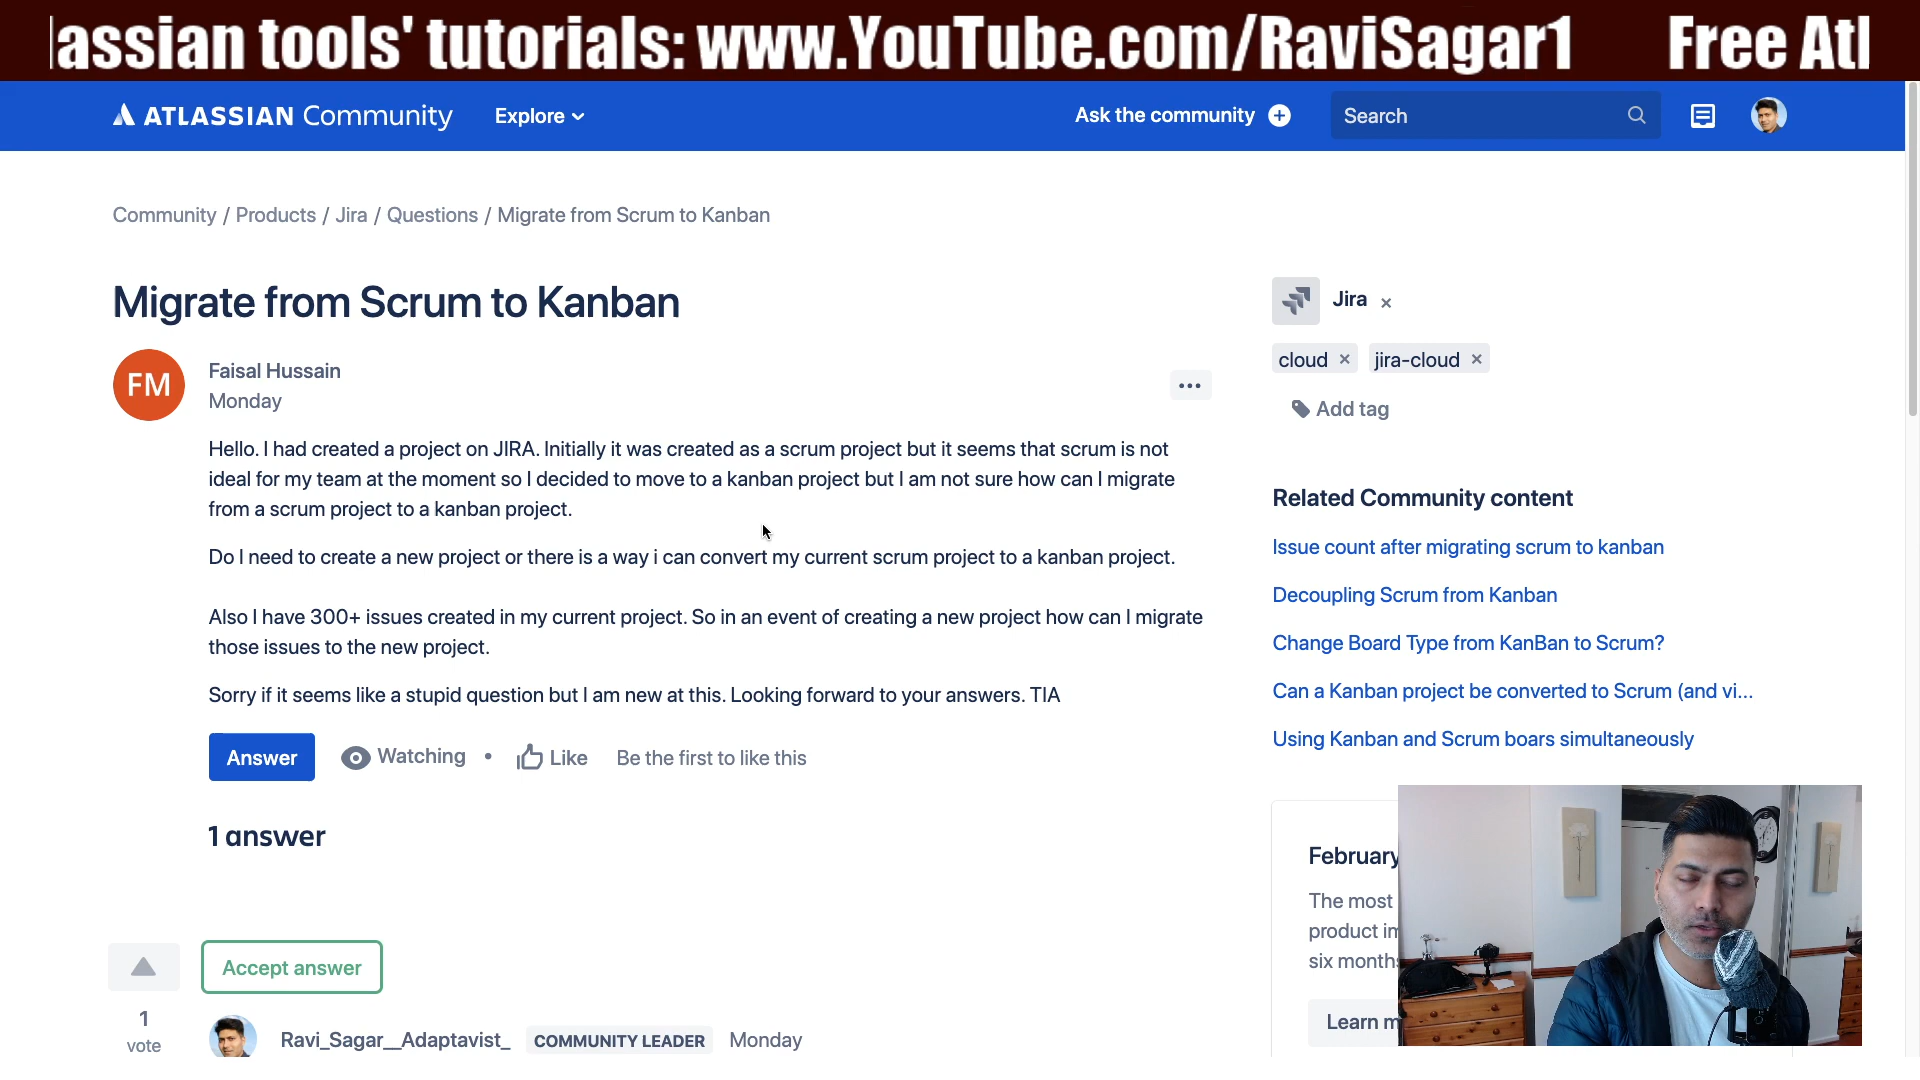 assian tools' tutorials: www.YouTube.com/RaviSagar1 Free Atl
ATLASSIAN Community Explore Ask the community Search
Community / Products / Jira / Questions / Migrate from Scrum to Kanban
Migrate from Scrum to Kanban
FM
Faisal Hussain
Monday
Hello. I had created a project on JIRA. Initially it was created as a scrum project but it seems that scrum is not
ideal for my team at the moment so I decided to move to a kanban project but I am not sure how can I migrate
from a scrum project to a kanban project.
Do I need to create a new project or there is a way i can convert my current scrum project to a kanban project.
Also I have 300+ issues created in my current project. So in an event of creating a new project how can I migrate
those issues to the new project.
Sorry if it seems like a stupid question but I am new at this. Looking forward to your answers. TIA
Answer Watching • Like Be the first to like this
1 answer
Accept answer
1
vote
Ravi_Sagar__Adaptavist_ COMMUNITY LEADER Monday
Jira ×
cloud × jira-cloud ×
Add tag
Related Community content
Issue count after migrating scrum to kanban
Decoupling Scrum from Kanban
Change Board Type from KanBan to Scrum?
Can a Kanban project be converted to Scrum (and vi...
Using Kanban and Scrum boars simultaneously
February
The most
product im
six months
Learn m